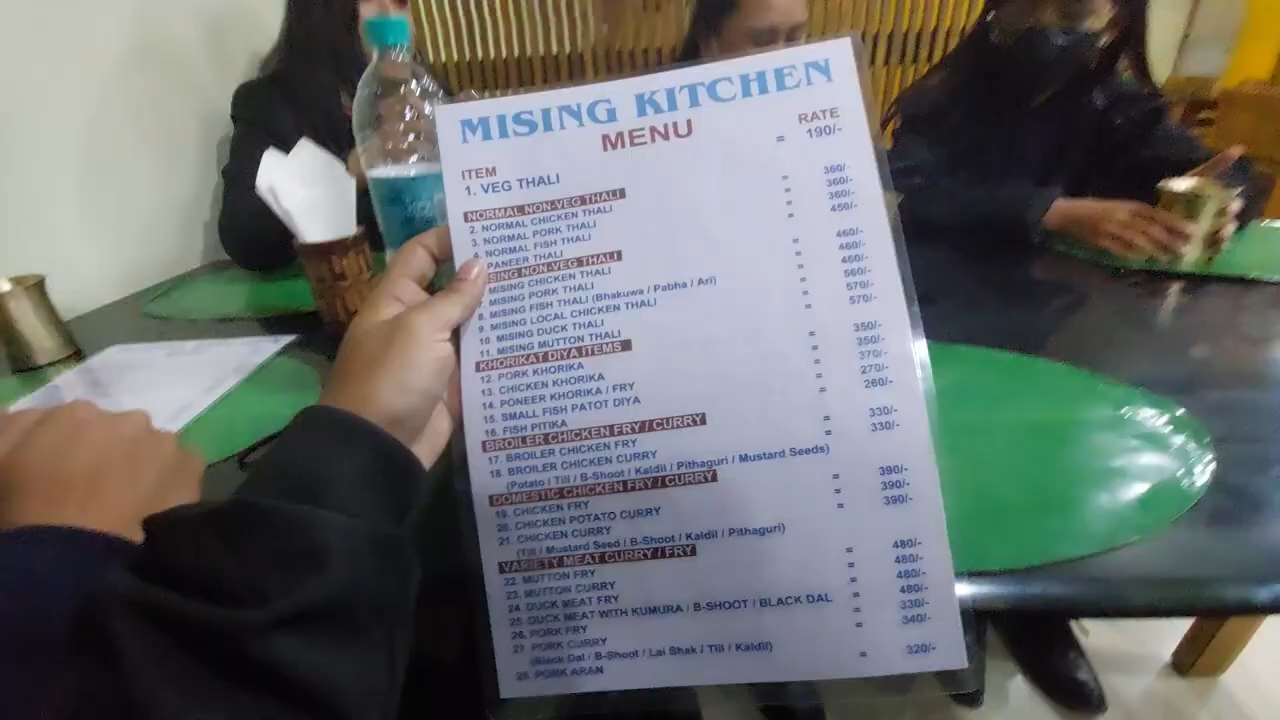 MISING KITCHEN
MENU
ITEM RATE
1. VEG THALI = 190/-
NORMAL NON-VEG THALI
2. NORMAL CHICKEN THALI = 360/-
3. NORMAL PORK THALI = 360/-
4. NORMAL FISH THALI = 360/-
PANEER THALI 450/-
SING NON-VEG THALI
MISING CHICKEN THALI = 460/-
MISING PORK THALI = 460/-
8. MISING FISH THALI (Bhakuwa / Pabha / Ari) = 460/-
9. MISING LOCAL CHICKEN THALI = 560/-
10. MISING DUCK THALI = 570/-
11. MISING MUTTON THALI = 570/-
KHORIKAT DIYA ITEMS
12. PORK KHORIKA = 350/-
13. CHICKEN KHORIKA = 350/-
14. PONEER KHORIKA / FRY = 370/-
15. SMALL FISH PATOT DIYA = 270/-
16. FISH PITIKA = 260/-
BROILER CHICKEN FRY / CURRY
17. BROILER CHICKEN FRY = 330/-
18. BROILER CHICKEN CURRY = 330/-
(Potato / Till / B-Shoot / Kaldil / Pithaguri / Mustard Seeds)
DOMESTIC CHICKEN FRY / CURRY
19. CHICKEN FRY = 390/-
20. CHICKEN POTATO CURRY = 390/-
21. CHICKEN CURRY = 390/-
(Till / Mustard Seed / B-Shoot / Kaldil / Pithaguri)
VARIETY MEAT CURRY / FRY
22. MUTTON FRY = 480/-
23. MUTTON CURRY = 480/-
24. DUCK MEAT FRY = 480/-
25. DUCK MEAT WITH KUMURA / B-SHOOT / BLACK DAL = 480/-
26. PORK FRY = 330/-
27. PORK CURRY = 340/-
(Black Dal / B-Shoot / Lai Shak / Till / Kaldil)
28. PORK ARAN = 320/-